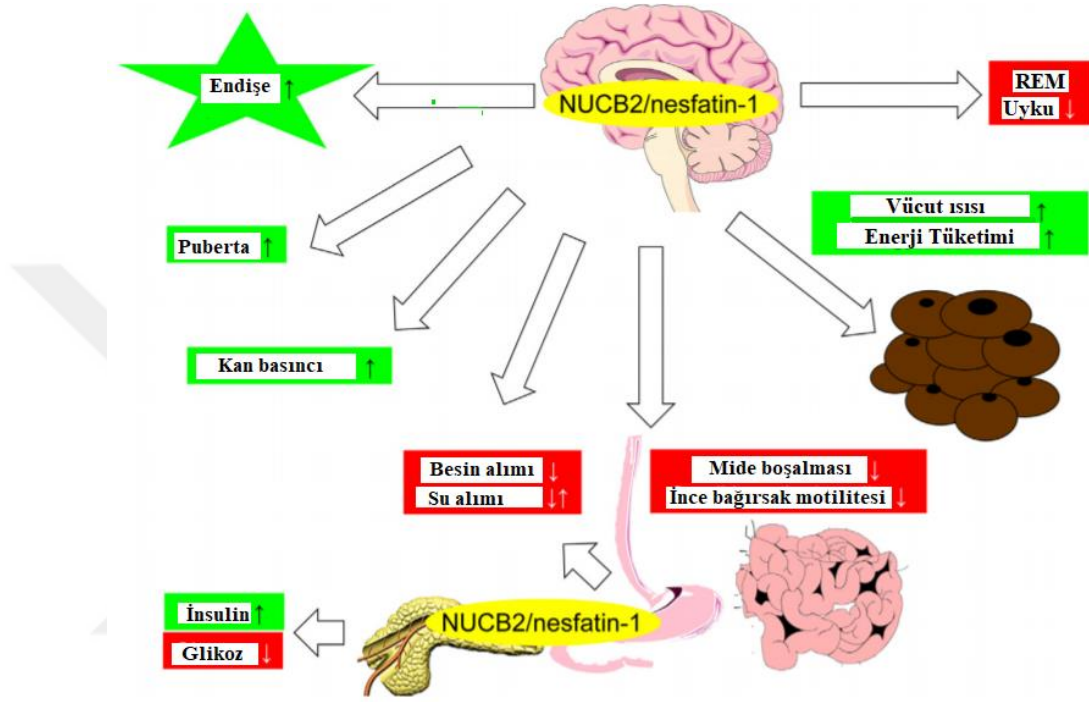 Endişe ↑
NUCB2/nesfatin-1
REM
Uyku ↓
Vücut ısısı ↑
Enerji Tüketimi ↑
Puberta ↑
Kan basıncı ↑
Besin alımı ↓
Su alımı ↓↑
Mide boşalması ↓
İnce bağırsak motilitesi ↓
İnsulin ↑
Glikoz ↓
NUCB2/nesfatin-1